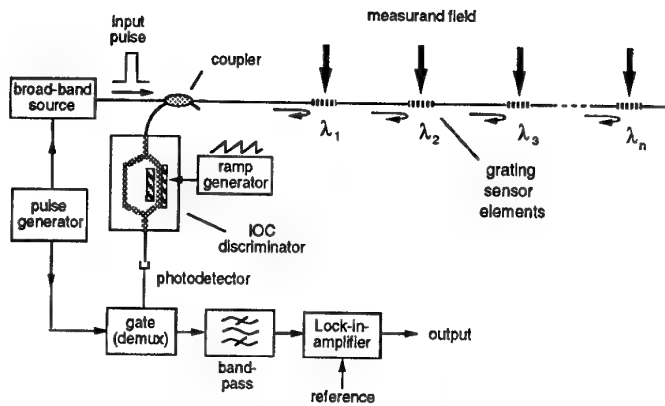 measurand field
input
pulse
coupler
broad-band
source
λ1
λ2
λ3
λn
ramp
generator
grating
sensor
elements
pulse
generator
IOC
discriminator
photodetector
gate
(demux)
band-
pass
Lock-in-
amplifier
output
reference